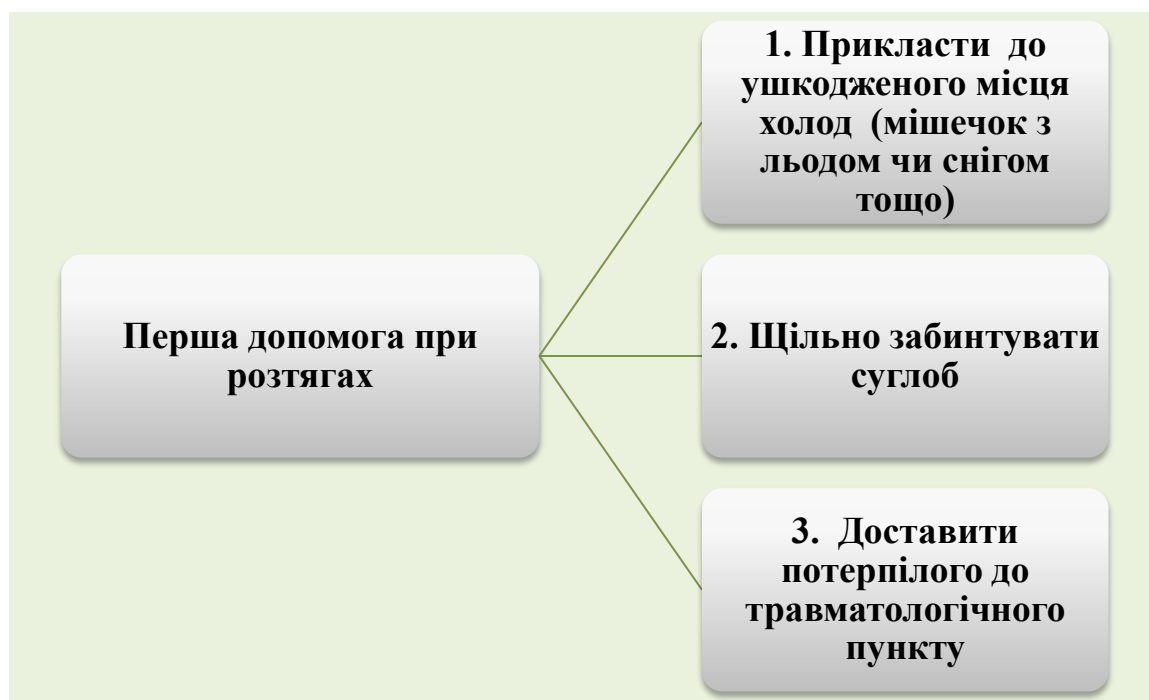 Перша допомога при
розтягах
1. Прикласти до
ушкодженого місця
холод (мішечок з
льодом чи снігом
тощо)
2. Щільно забинтувати
суглоб
3. Доставити
потерпілого до
травматологічного
пункту